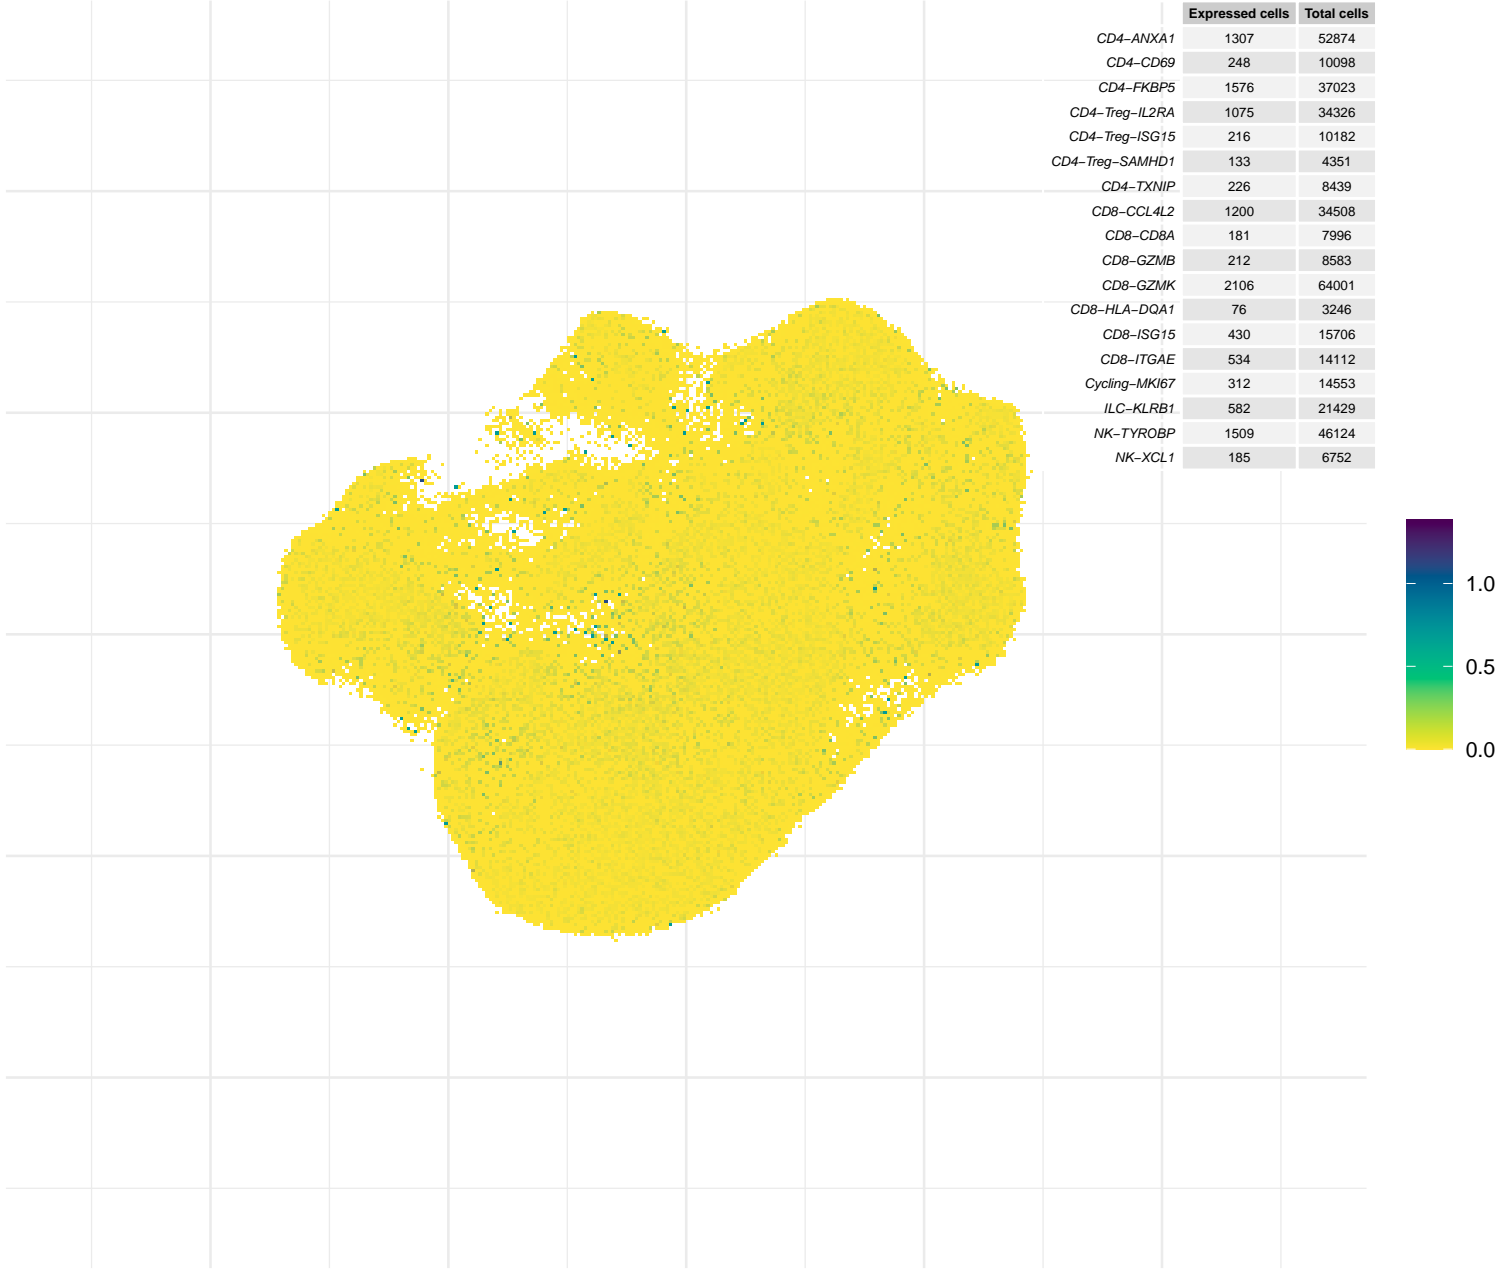 Expressed cells Total cells
CD4−ANXA1 1307 52874
CD4−CD69 248 10098
CD4−FKBP5 1576 37023
CD4−Treg−IL2RA 1075 34326
CD4−Treg−ISG15 216 10182
CD4−Treg−SAMHD1 133 4351
CD4−TXNIP 226 8439
CD8−CCL4L2 1200 34508
CD8−CD8A 181 7996
CD8−GZMB 212 8583
CD8−GZMK 2106 64001
CD8−HLA−DQA1 76 3246
CD8−ISG15 430 15706
CD8−ITGAE 534 14112
Cycling−MKI67 312 14553
ILC−KLRB1 582 21429
NK−TYROBP 1509 46124
NK−XCL1 185 6752
1.0
0.5
0.0